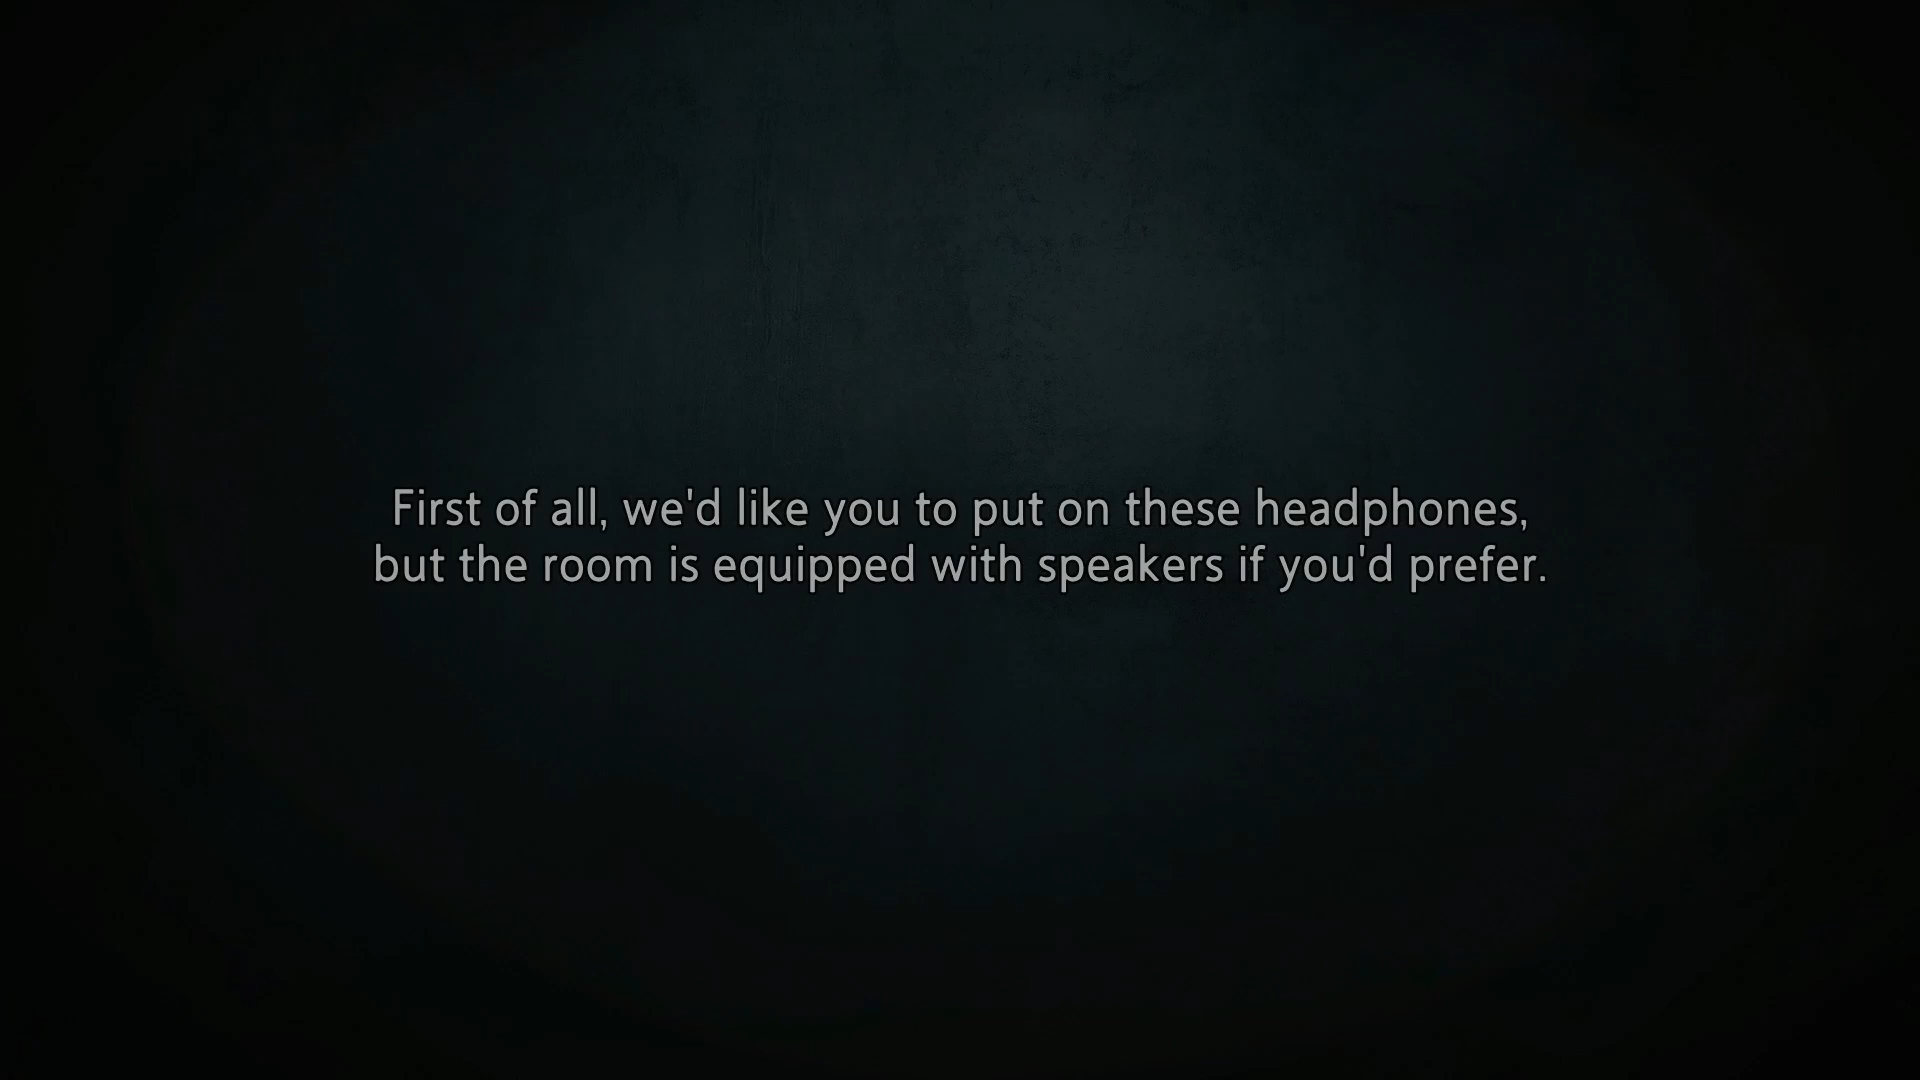 First of all, we'd like you to put on these headphones,
but the room is equipped with speakers if you'd prefer.